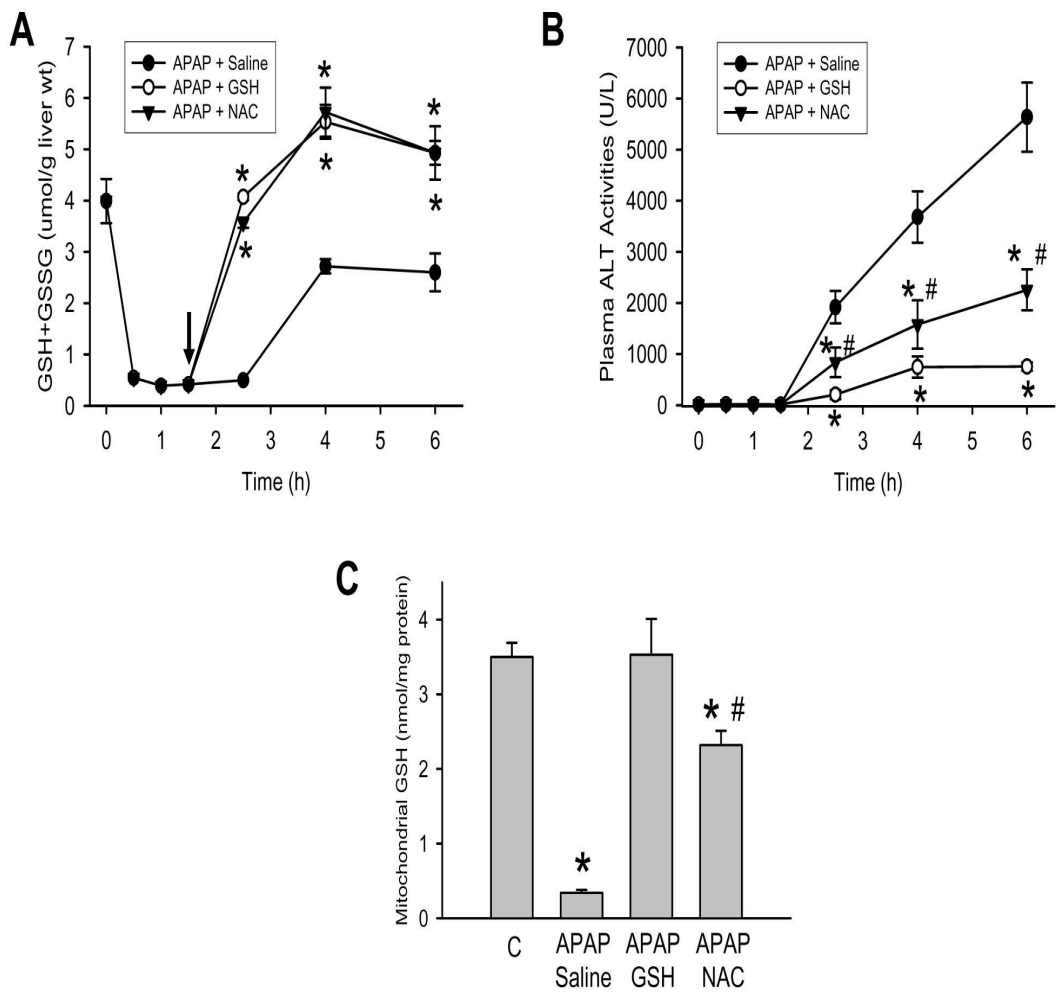 A
GSH+GSSG (umol/g liver wt)
7
6
5
4
3
2
1
0
APAP + Saline
APAP + GSH
APAP + NAC
*
*
*
*
*
*
0 1 2 3 4 5 6
Time (h)
B
Plasma ALT Activities (U/L)
7000
6000
5000
4000
3000
2000
1000
0
APAP + Saline
APAP + GSH
APAP + NAC
* #
* #
* #
*
*
*
0 1 2 3 4 5 6
Time (h)
C
Mitochondrial GSH (nmol/mg protein)
4
3
2
1
0
*
* #
C APAP APAP APAP
Saline GSH NAC